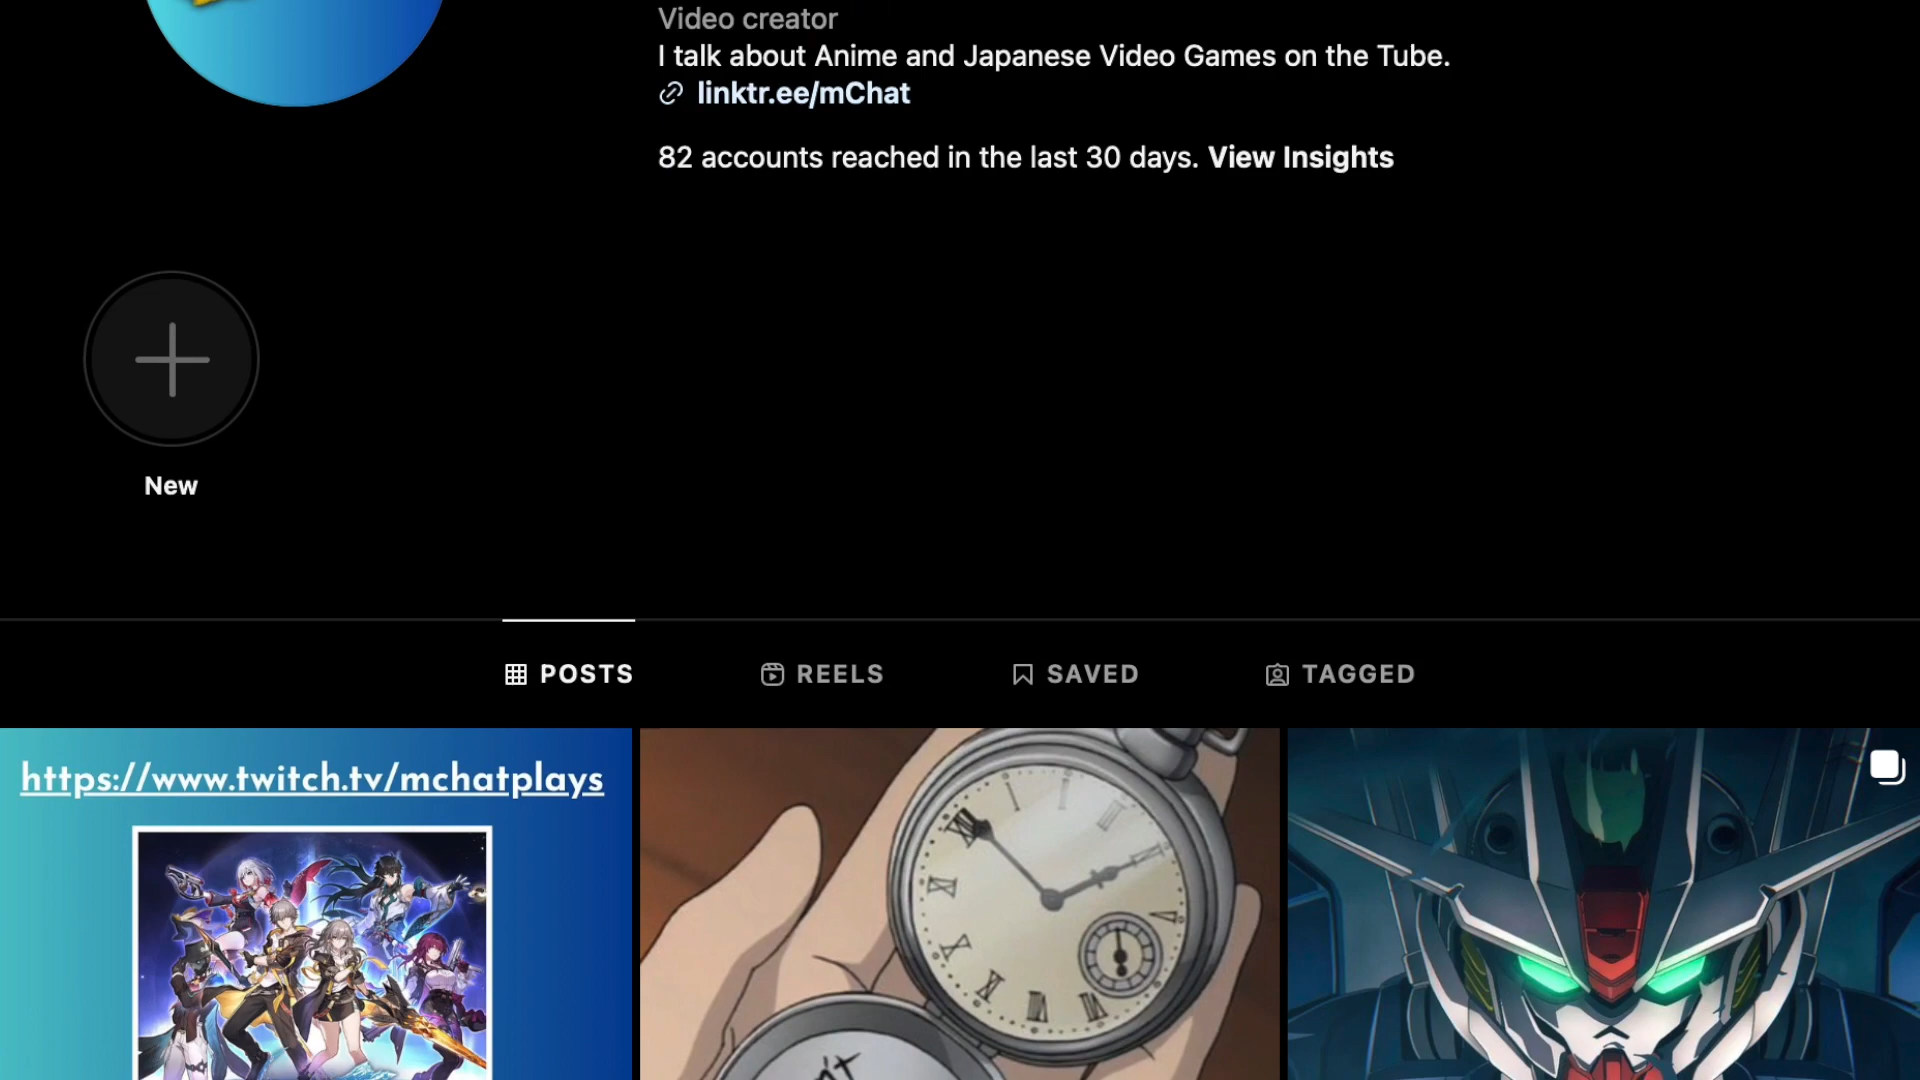 Video creator
I talk about Anime and Japanese Video Games on the Tube.
linktr.ee/mChat
82 accounts reached in the last 30 days. View Insights
New
POSTS
REELS
SAVED
TAGGED
https://www.twitch.tv/mchatplays